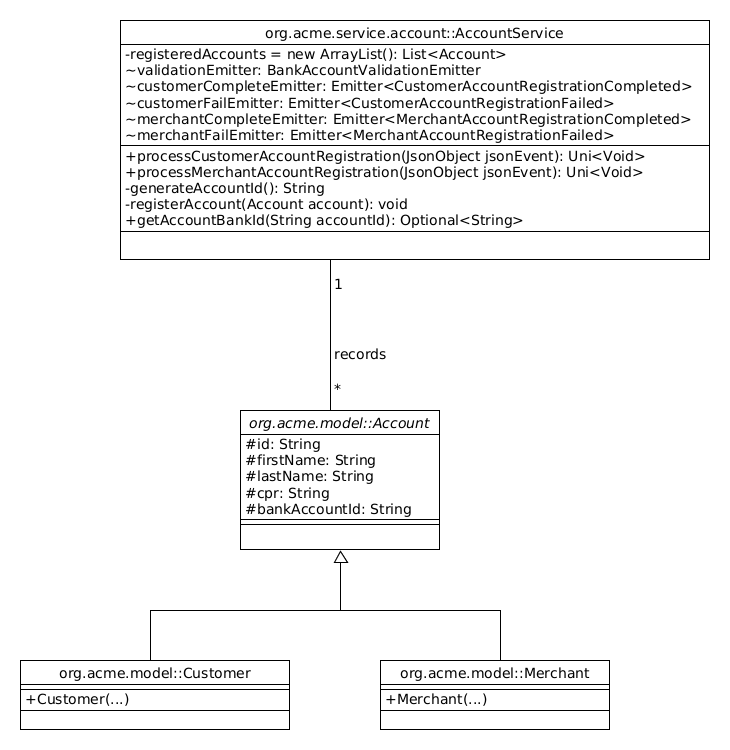 org.acme.service.account::AccountService
-registeredAccounts = new ArrayList(): List<Account>
~validationEmitter: BankAccountValidationEmitter
~customerCompleteEmitter: Emitter<CustomerAccountRegistrationCompleted>
~customerFailEmitter: Emitter<CustomerAccountRegistrationFailed>
~merchantCompleteEmitter: Emitter<MerchantAccountRegistrationCompleted>
~merchantFailEmitter: Emitter<MerchantAccountRegistrationFailed>
+processCustomerAccountRegistration(JsonObject jsonEvent): Uni<Void>
+processMerchantAccountRegistration(JsonObject jsonEvent): Uni<Void>
-generateAccountId(): String
-registerAccount(Account account): void
+getAccountBankId(String accountId): Optional<String>
1
records
*
org.acme.model::Account
#id: String
#firstName: String
#lastName: String
#cpr: String
#bankAccountId: String
org.acme.model::Customer
+Customer(...)
org.acme.model::Merchant
+Merchant(...)